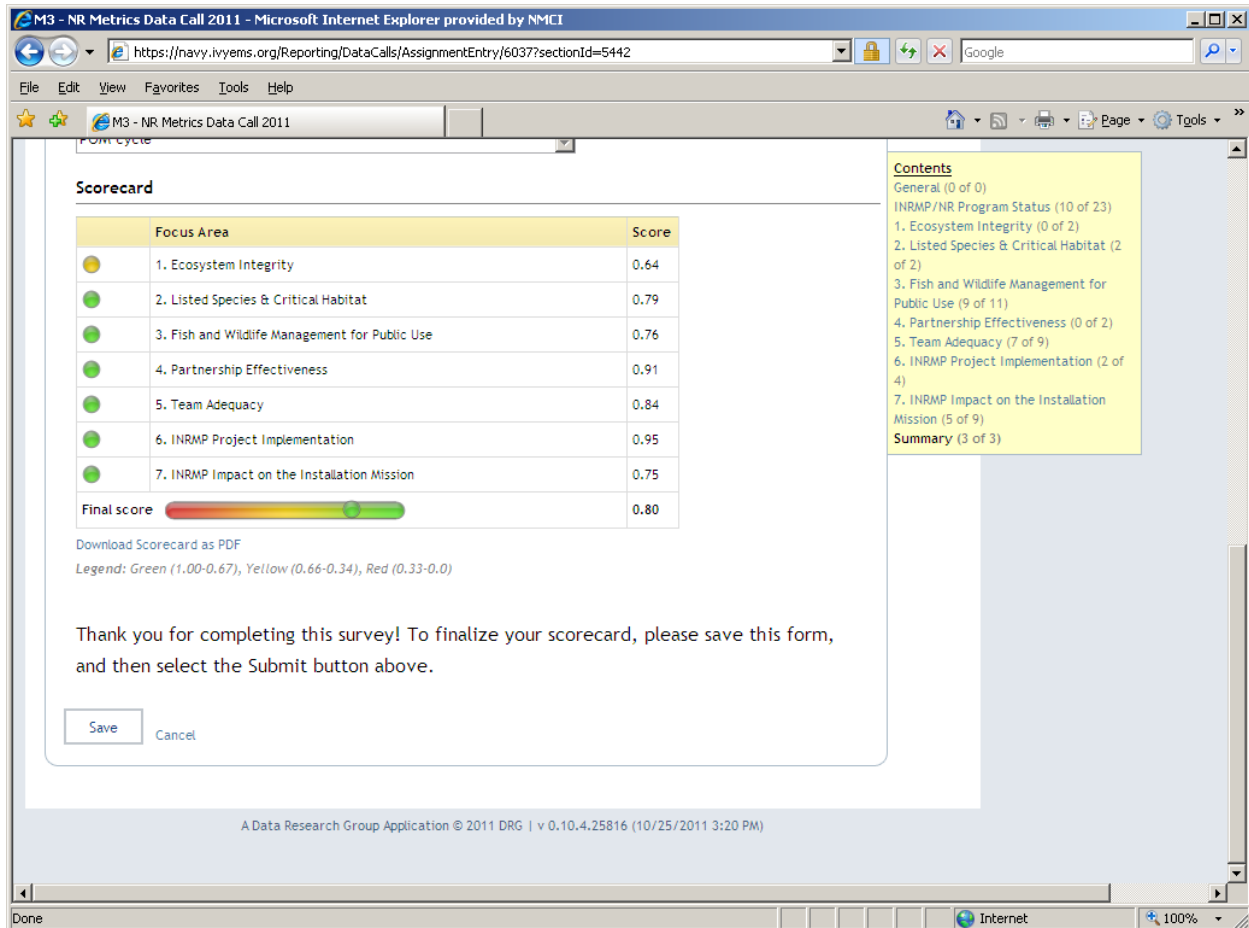 M3 - NR Metrics Data Call 2011 - Microsoft Internet Explorer provided by NMCI
https://navy.ivyems.org/Reporting/DataCalls/AssignmentEntry/6037?sectionId=5442
Google
File Edit View Favorites Tools Help
M3 - NR Metrics Data Call 2011
Page
Tools
POM cycle
Scorecard
Focus Area Score
1. Ecosystem Integrity 0.64
2. Listed Species & Critical Habitat 0.79
3. Fish and Wildlife Management for Public Use 0.76
4. Partnership Effectiveness 0.91
5. Team Adequacy 0.84
6. INRMP Project Implementation 0.95
7. INRMP Impact on the Installation Mission 0.75
Final score 0.80
Download Scorecard as PDF
Legend: Green (1.00-0.67), Yellow (0.66-0.34), Red (0.33-0.0)
Thank you for completing this survey! To finalize your scorecard, please save this form,
and then select the Submit button above.
Save Cancel
Contents
General (0 of 0)
INRMP/NR Program Status (10 of 23)
1. Ecosystem Integrity (0 of 2)
2. Listed Species & Critical Habitat (2
of 2)
3. Fish and Wildlife Management for
Public Use (9 of 11)
4. Partnership Effectiveness (0 of 2)
5. Team Adequacy (7 of 9)
6. INRMP Project Implementation (2 of
4)
7. INRMP Impact on the Installation
Mission (5 of 9)
Summary (3 of 3)
A Data Research Group Application © 2011 DRG | v 0.10.4.25816 (10/25/2011 3:20 PM)
Done Internet 100%